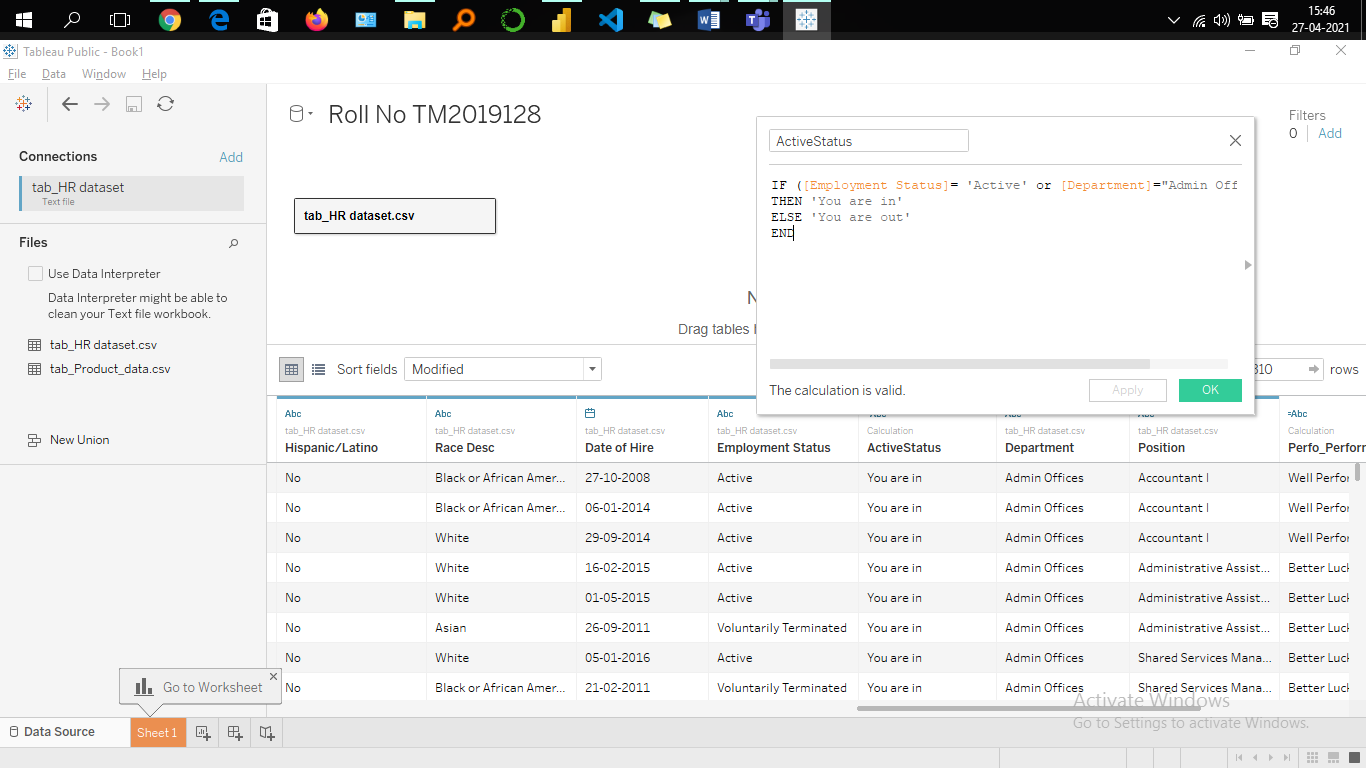 15:46
27-04-2021
Tableau Public - Book1
File Data Window Help
Roll No TM2019128
Filters
0 Add
Connections Add
tab_HR dataset
Text file
tab_HR dataset.csv
Files
Use Data Interpreter
Data Interpreter might be able to
clean your Text file workbook.
tab_HR dataset.csv
tab_Product_data.csv
New Union
Drag tables
ActiveStatus
IF ([Employment Status]= 'Active' or [Department]="Admin Off
THEN 'You are in'
ELSE 'You are out'
END
The calculation is valid. Apply OK
Sort fields Modified rows
Abc Abc Abc Abc Abc Abc =Abc
tab_HR dataset.csv tab_HR dataset.csv tab_HR dataset.csv tab_HR dataset.csv Calculation tab_HR dataset.csv tab_HR dataset.csv Calculation
Hispanic/Latino Race Desc Date of Hire Employment Status ActiveStatus Department Position Perfo_Perforn
No Black or African Amer... 27-10-2008 Active You are in Admin Offices Accountant I Well Perfor
No Black or African Amer... 06-01-2014 Active You are in Admin Offices Accountant I Well Perfor
No White 29-09-2014 Active You are in Admin Offices Accountant I Well Perfor
No White 16-02-2015 Active You are in Admin Offices Administrative Assist... Better Luck
No White 01-05-2015 Active You are in Admin Offices Administrative Assist... Better Luck
No Asian 26-09-2011 Voluntarily Terminated You are in Admin Offices Administrative Assist... Better Luck
No White 05-01-2016 Active You are in Admin Offices Shared Services Mana... Better Luck
No Black or African Amer... 21-02-2011 Voluntarily Terminated You are in Admin Offices Shared Services Mana... Better Luck
Go to Worksheet
Activate Windows
Go to Settings to activate Windows.
Data Source Sheet 1